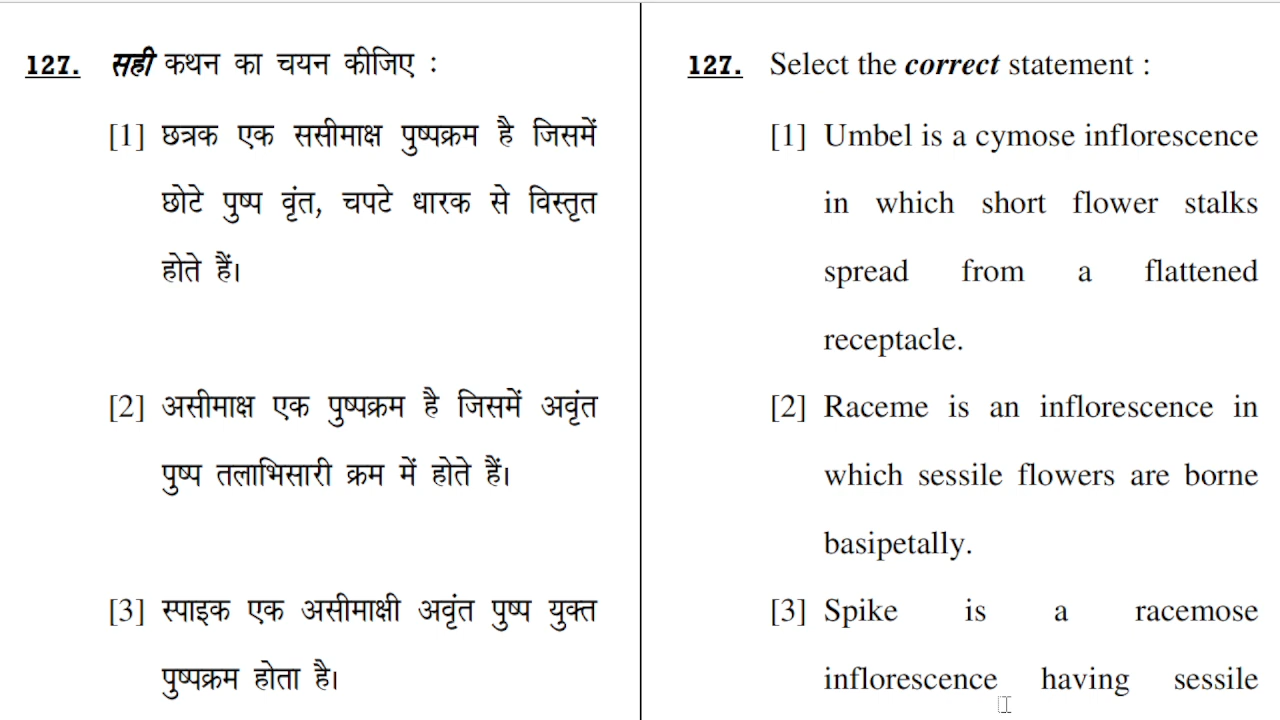 127. सही कथन का चयन कीजिए :
[1] छत्रक एक ससीमाक्ष पुष्पक्रम है जिसमें
छोटे पुष्प वृंत, चपटे धारक से विस्तृत
होते हैं।
[2] असीमाक्ष एक पुष्पक्रम है जिसमें अवृंत
पुष्प तलाभिसारी क्रम में होते हैं।
[3] स्पाइक एक असीमाक्षी अवृंत पुष्प युक्त
पुष्पक्रम होता है।
127. Select the correct statement :
[1] Umbel is a cymose inflorescence
in which short flower stalks
spread from a flattened
receptacle.
[2] Raceme is an inflorescence in
which sessile flowers are borne
basipetally.
[3] Spike is a racemose
inflorescence having sessile